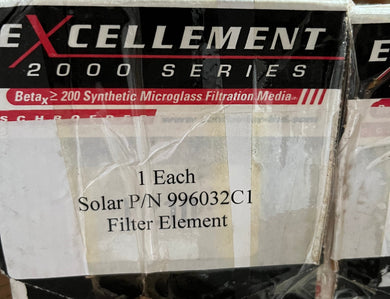 EXCELLEMENT E
2000 SERIES
Betax ≥ 200 Synthetic Microglass Filtration Media
1 Each
Solar P/N 996032C1
Filter Element